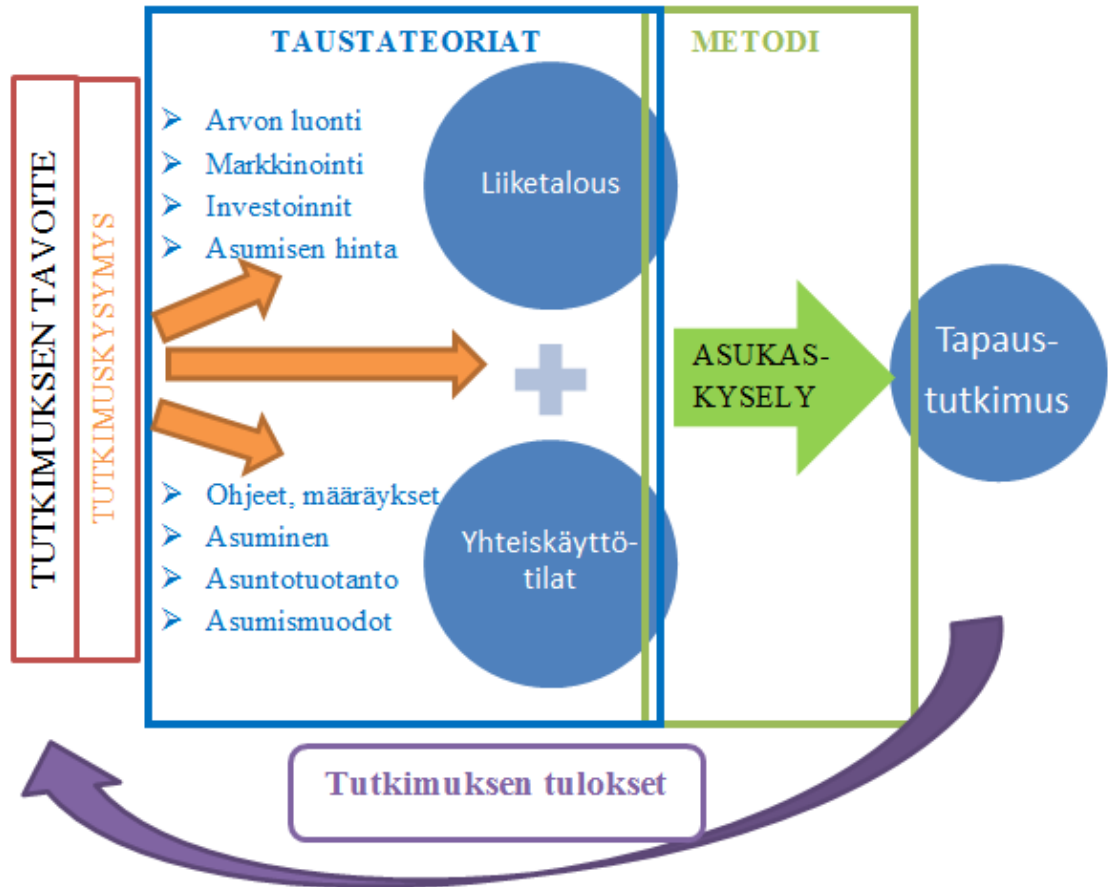 TUTKIMUKSEN TAVOITE
TUTKIMUSKYSYMYS
TAUSTATEORIAT
Arvon luonti
Markkinointi
Investoinnit
Asumisen hinta
Liiketalous
Ohjeet, määräykset
Asuminen
Asuntotuotanto
Asumismuodot
Yhteiskäyttö-
tilat
METODI
ASUKAS-
KYSELY
Tapaus-
tutkimus
Tutkimuksen tulokset